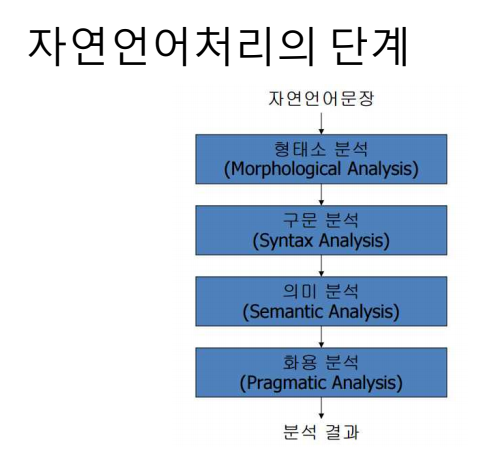 자연언어처리의 단계
자연언어문장
형태소 분석
(Morphological Analysis)
구문 분석
(Syntax Analysis)
의미 분석
(Semantic Analysis)
화용 분석
(Pragmatic Analysis)
분석 결과